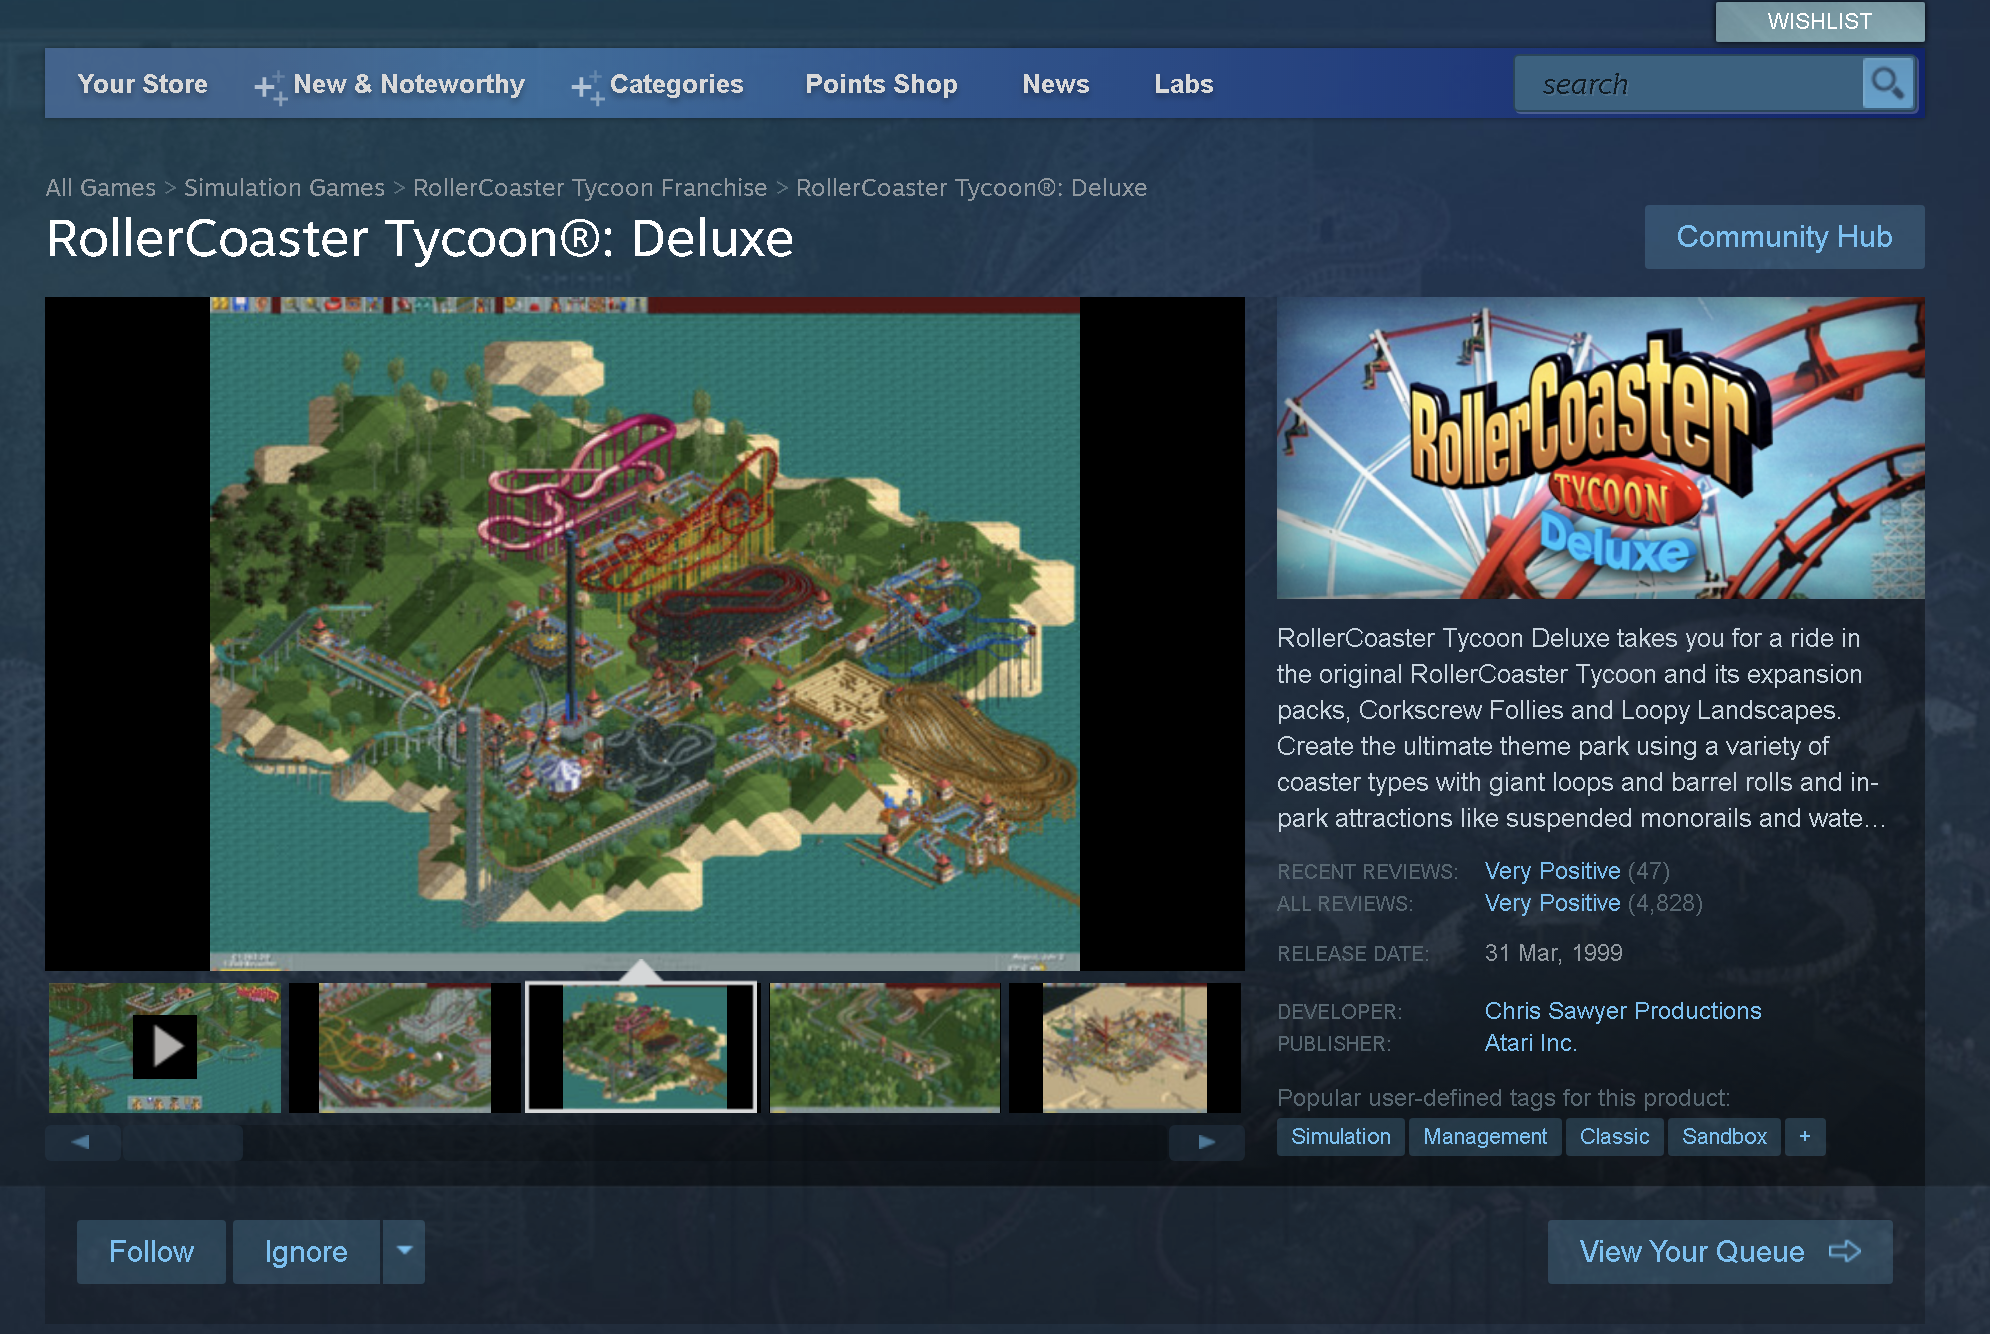 WISHLIST
Your Store
New & Noteworthy
Categories
Points Shop
News
Labs
search
All Games > Simulation Games > RollerCoaster Tycoon Franchise > RollerCoaster Tycoon®: Deluxe
RollerCoaster Tycoon®: Deluxe
Community Hub
RollerCoaster
TYCOON
Deluxe
RollerCoaster Tycoon Deluxe takes you for a ride in
the original RollerCoaster Tycoon and its expansion
packs, Corkscrew Follies and Loopy Landscapes.
Create the ultimate theme park using a variety of
coaster types with giant loops and barrel rolls and in-
park attractions like suspended monorails and wate…
RECENT REVIEWS: Very Positive (47)
ALL REVIEWS: Very Positive (4,828)
RELEASE DATE: 31 Mar, 1999
DEVELOPER: Chris Sawyer Productions
PUBLISHER: Atari Inc.
Popular user-defined tags for this product:
Simulation
Management
Classic
Sandbox
+
Follow
Ignore
View Your Queue